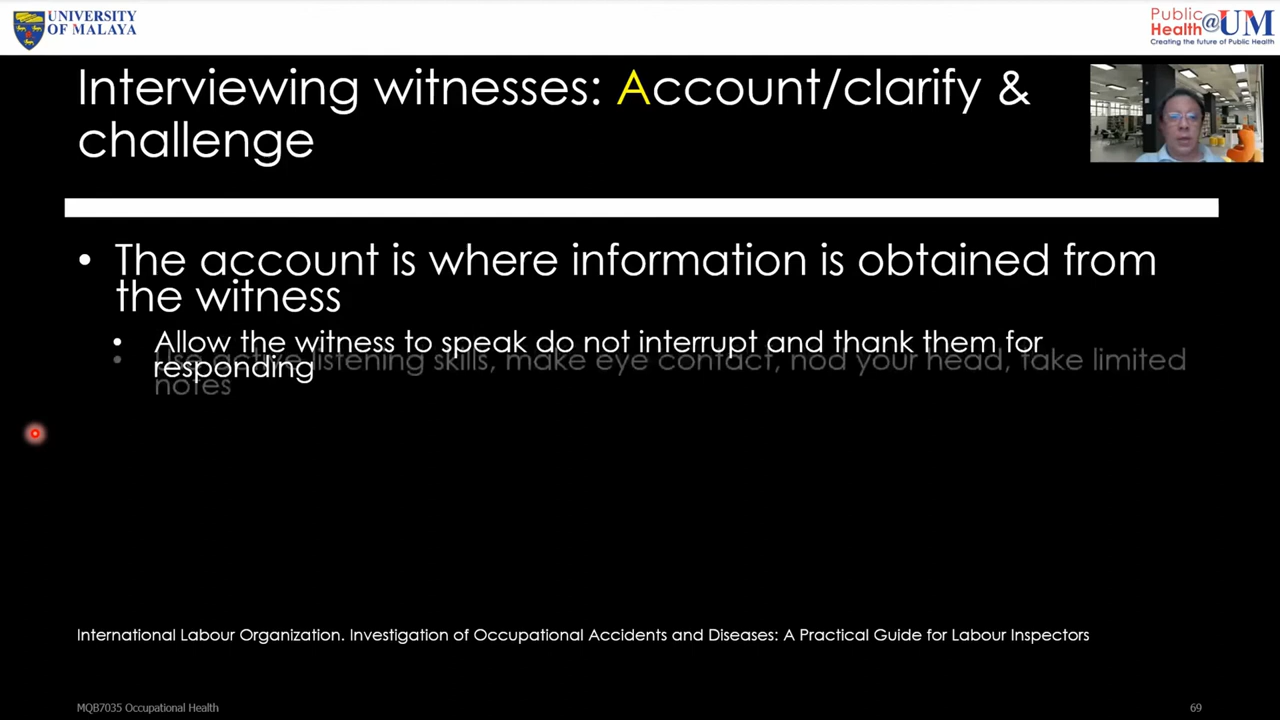 UNIVERSITY
OF MALAYA
Public
Health@UM
Creating the future of Public Health
Interviewing witnesses: Account/clarify &
challenge
• The account is where information is obtained from
the witness
• Allow the witness to speak do not interrupt and thank them for
responding
• Use active listening skills, make eye contact, nod your head, take limited
notes
International Labour Organization. Investigation of Occupational Accidents and Diseases: A Practical Guide for Labour Inspectors
MQB7035 Occupational Health
69